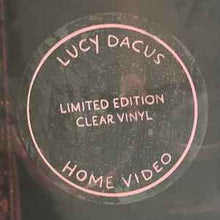 LUCY DACUS
LIMITED EDITION
CLEAR VINYL
HOME VIDEO